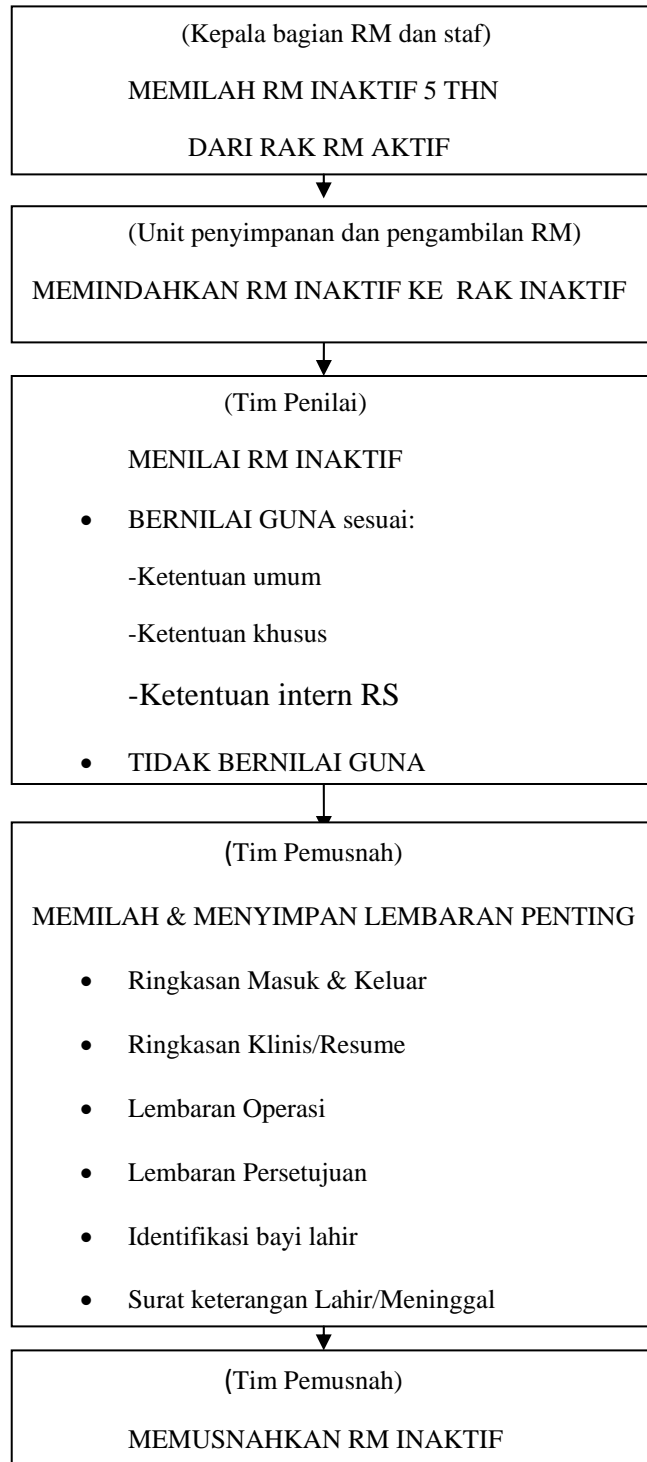 (Kepala bagian RM dan staf)
MEMILAH RM INAKTIF 5 THN
DARI RAK RM AKTIF
(Unit penyimpanan dan pengambilan RM)
MEMINDAHKAN RM INAKTIF KE RAK INAKTIF
(Tim Penilai)
MENILAI RM INAKTIF
• BERNILAI GUNA sesuai:
-Ketentuan umum
-Ketentuan khusus
-Ketentuan intern RS
• TIDAK BERNILAI GUNA
(Tim Pemusnah)
MEMILAH & MENYIMPAN LEMBARAN PENTING
• Ringkasan Masuk & Keluar
• Ringkasan Klinis/Resume
• Lembaran Operasi
• Lembaran Persetujuan
• Identifikasi bayi lahir
• Surat keterangan Lahir/Meninggal
(Tim Pemusnah)
MEMUSNAHKAN RM INAKTIF